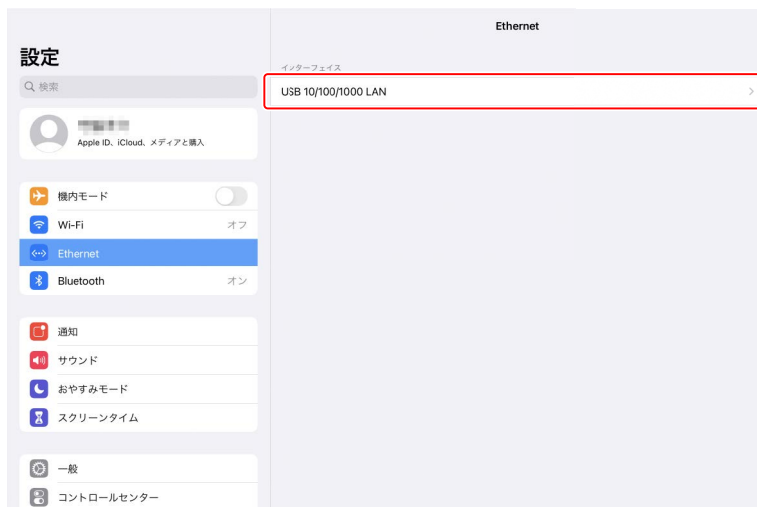 Ethernet
設定
インターフェイス
検索
USB 10/100/1000 LAN
Apple ID、iCloud、メディアと購入
機内モード
Wi-Fi オフ
Ethernet
Bluetooth オン
通知
サウンド
おやすみモード
スクリーンタイム
一般
コントロールセンター